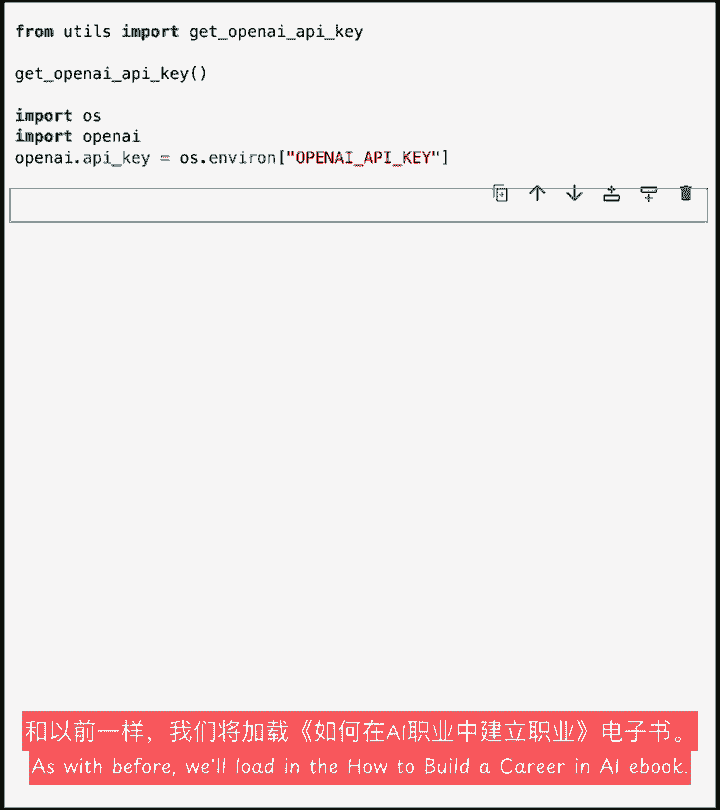 from utils import get_openai_api_key
get_openai_api_key()
import os
import openai
openai.api_key = os.environ["OPENAI_API_KEY"]
和以前一样，我们将加载《如何在AI职业中建立职业》电子书。
As with before, we'll load in the How to Build a Career in AI ebook.